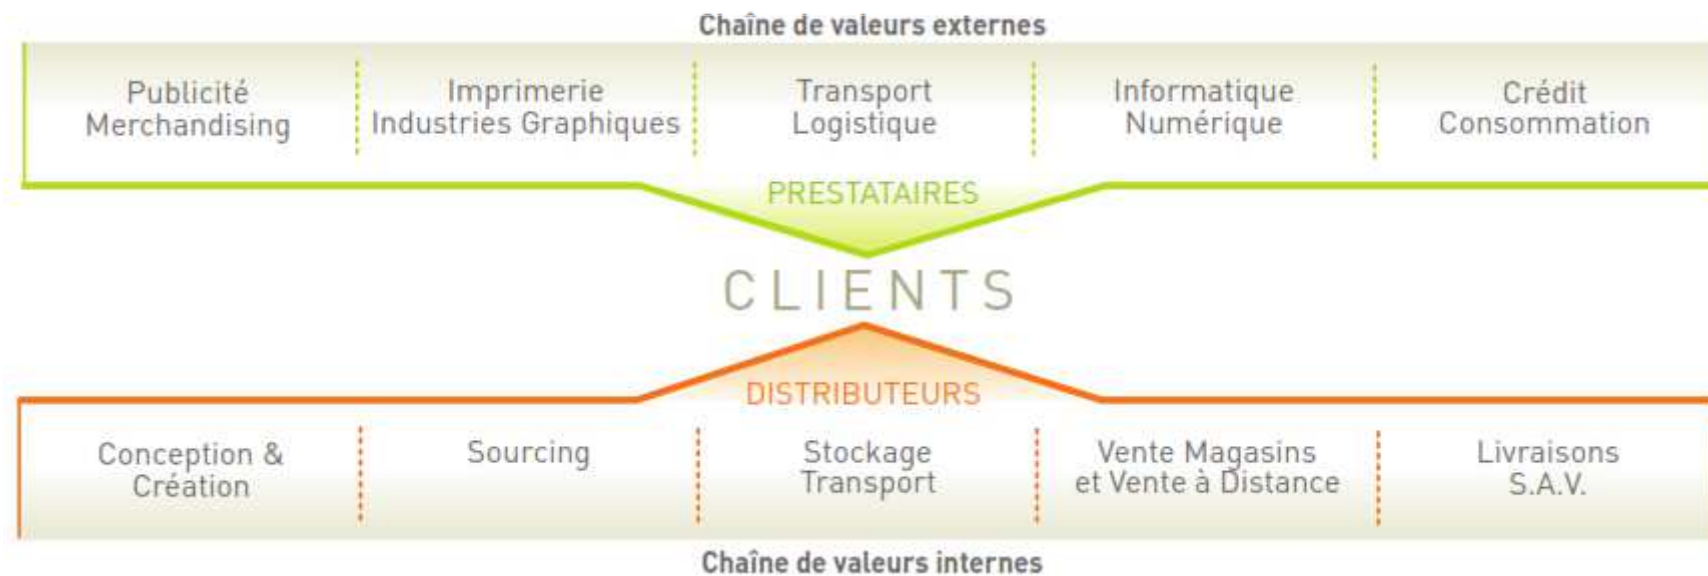 Chaîne de valeurs externes
Publicité
Merchandising
Imprimerie
Industries Graphiques
Transport
Logistique
Informatique
Numérique
Crédit
Consommation
PRESTATAIRES
CLIENTS
DISTRIBUTEURS
Conception &
Création
Sourcing
Stockage
Transport
Vente Magasins
et Vente à Distance
Livraisons
S.A.V.
Chaîne de valeurs internes